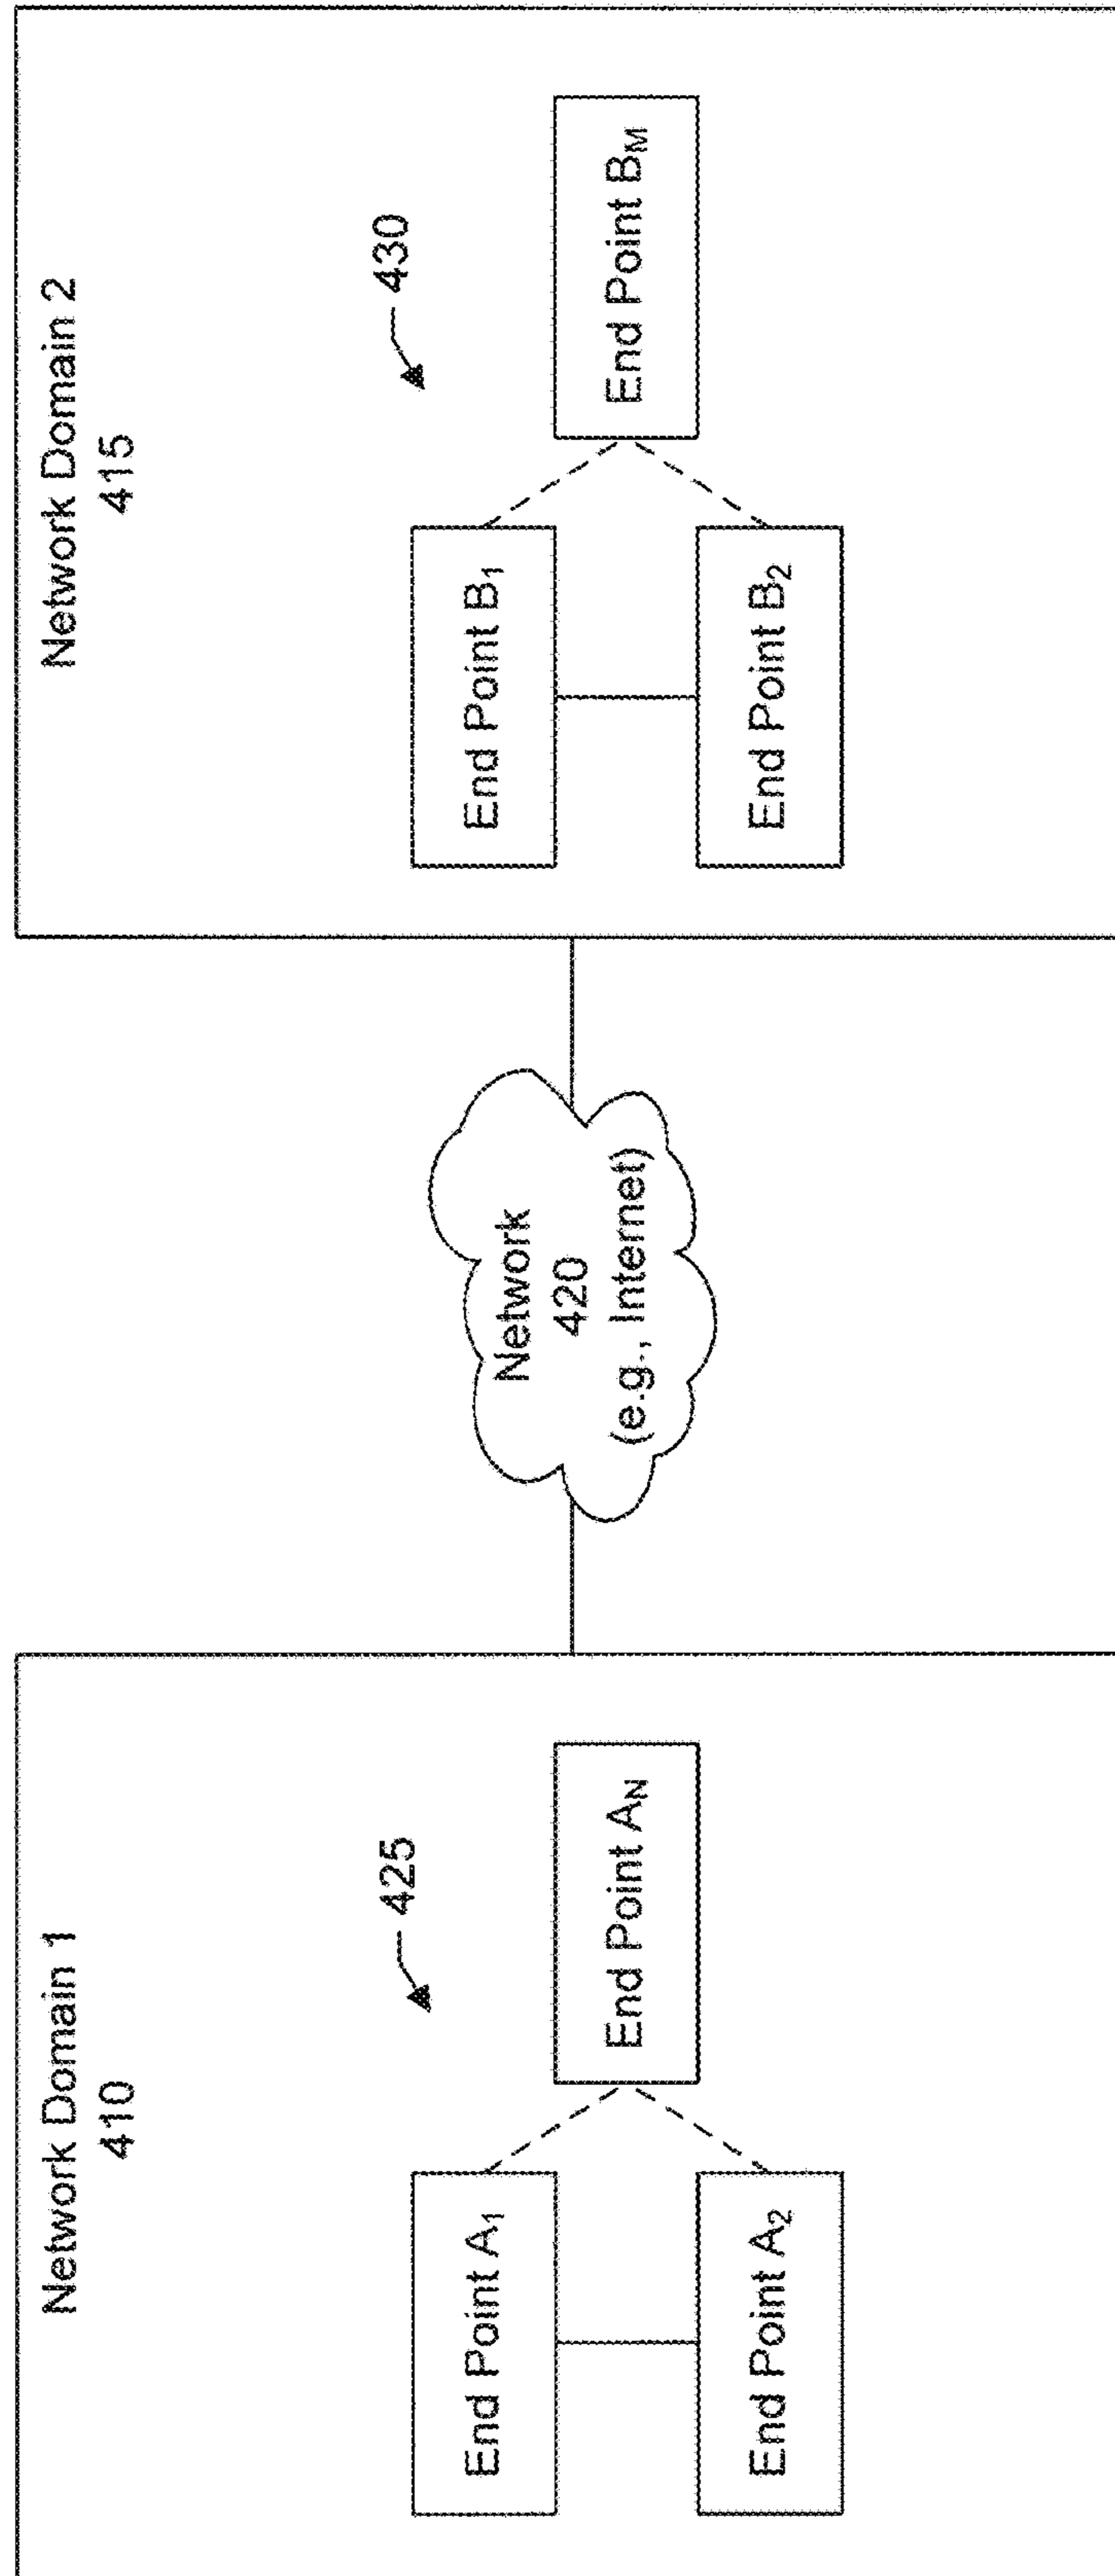 Network Domain 1
410
425
End Point A₁
End Point A₂
End Point Aₙ
Network
420
(e.g., Internet)
Network Domain 2
415
430
End Point B₁
End Point B₂
End Point Bₘ